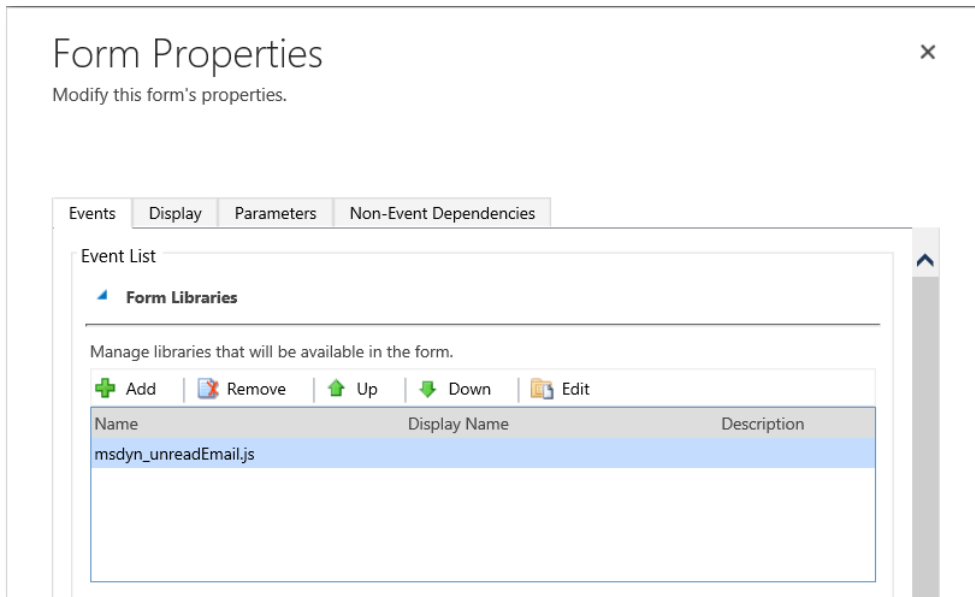 Form Properties
Modify this form's properties.
Events Display Parameters Non-Event Dependencies
Event List
Form Libraries
Manage libraries that will be available in the form.
Add Remove Up Down Edit
Name Display Name Description
msdyn_unreadEmail.js